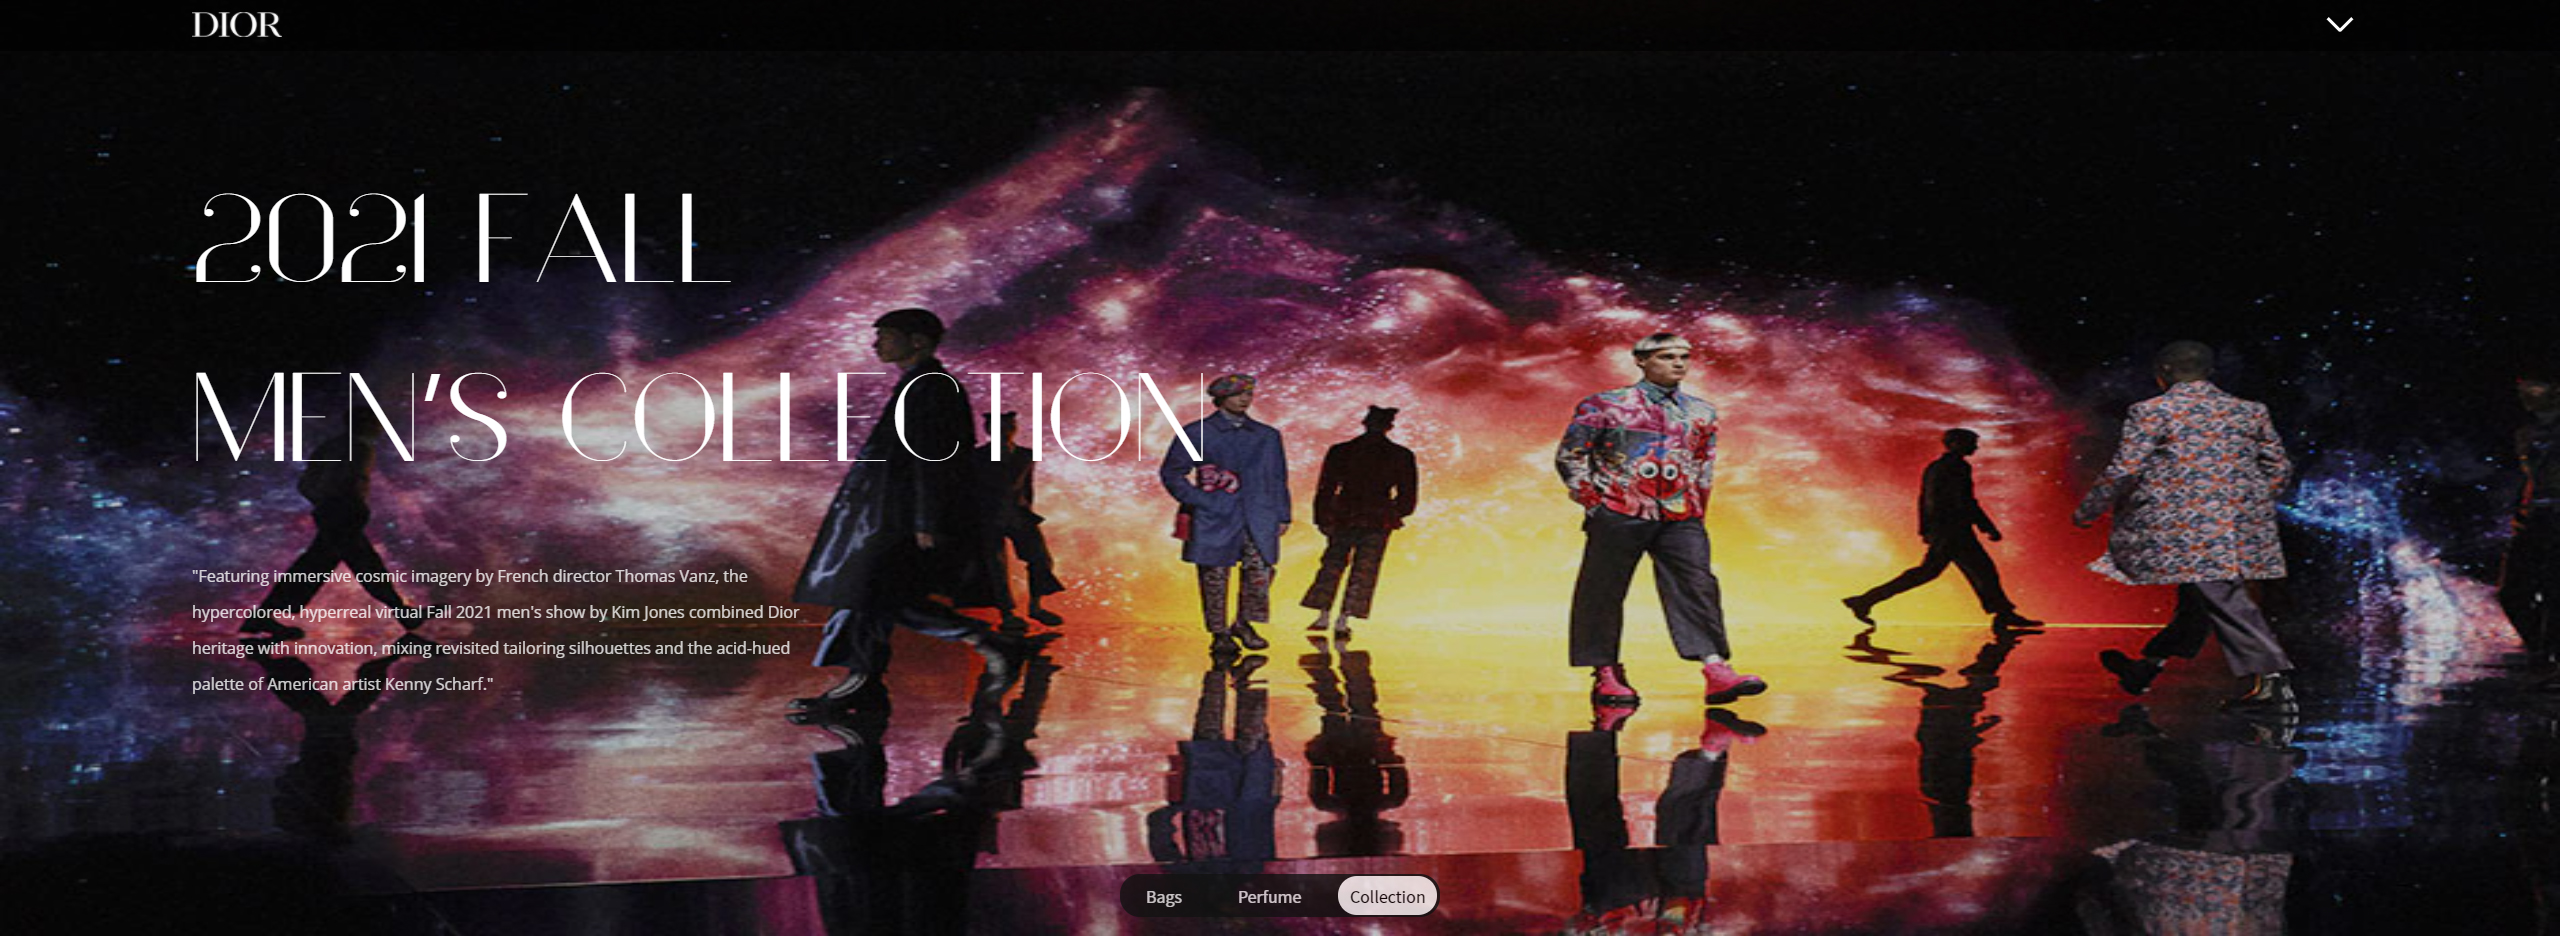 DIOR
2021 FALL
MEN'S COLLECTION
"Featuring immersive cosmic imagery by French director Thomas Vanz, the
hypercolored, hyperreal virtual Fall 2021 men's show by Kim Jones combined Dior
heritage with innovation, mixing revisited tailoring silhouettes and the acid-hued
palette of American artist Kenny Scharf."
Bags Perfume Collection